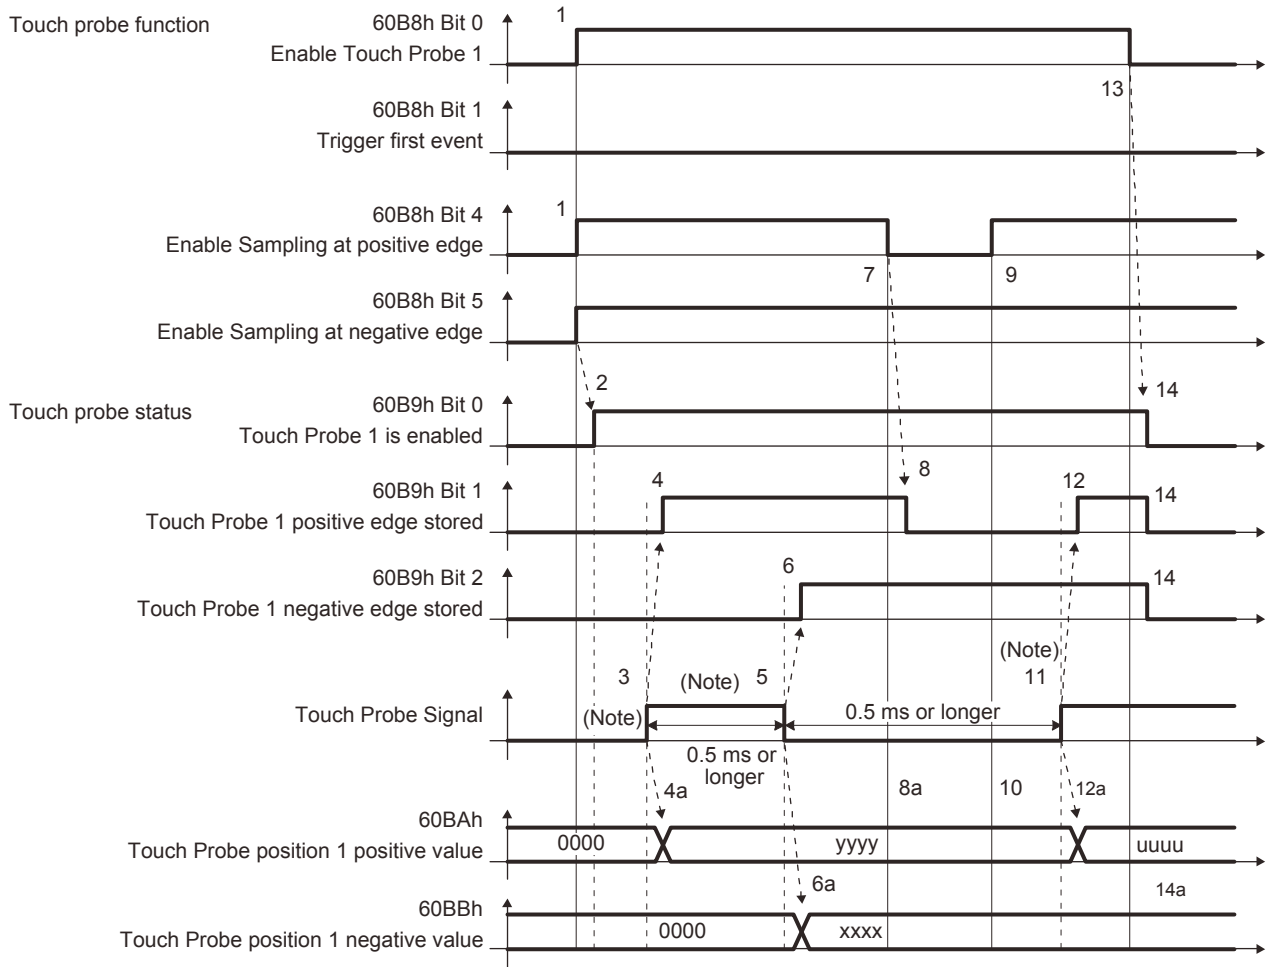 Touch probe function
60B8h Bit 0
Enable Touch Probe 1
1
13
60B8h Bit 1
Trigger first event
60B8h Bit 4
Enable Sampling at positive edge
1
7
9
60B8h Bit 5
Enable Sampling at negative edge
2
Touch probe status
60B9h Bit 0
Touch Probe 1 is enabled
14
8
60B9h Bit 1
Touch Probe 1 positive edge stored
4
12
14
60B9h Bit 2
Touch Probe 1 negative edge stored
6
14
Touch Probe Signal
3
(Note)
(Note)
5
(Note)
11
0.5 ms or longer
0.5 ms or
longer
4a
8a
10
12a
60BAh
Touch Probe position 1 positive value
0000
yyyy
uuuu
6a
14a
60BBh
Touch Probe position 1 negative value
0000
xxxx